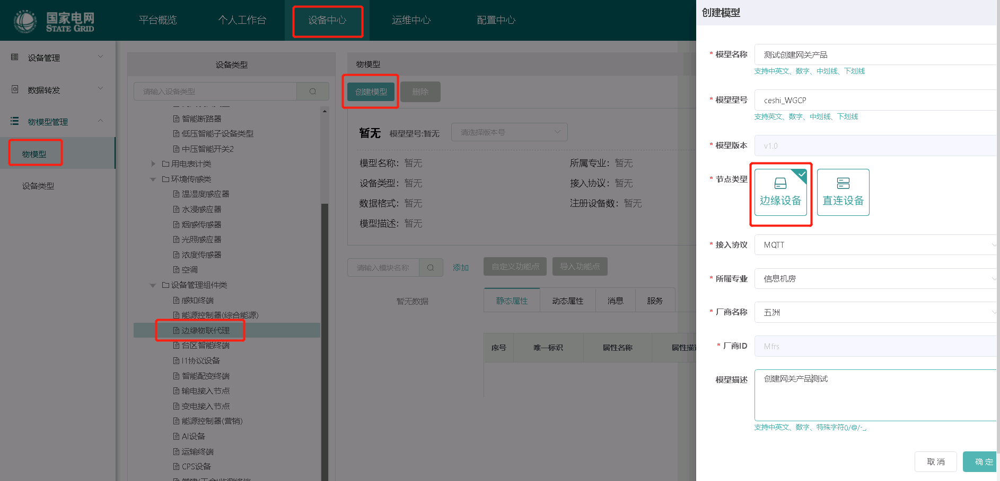 国家电网
STATE GRID
平台概览
个人工作台
设备中心
运维中心
配置中心
设备管理
数据转发
物模型管理
物模型
设备类型
设备类型
请输入设备类型
智能断路器
低压智能子设备类型
中压智能开关2
用电表计类
环境传感类
温湿度感应器
水浸感应器
烟感传感器
光照感应器
浓度传感器
空调
设备管理组件类
感知终端
能源控制器(综合能源)
边缘物联代理
台区智能终端
I1协议设备
智能配变终端
输电接入节点
变电接入节点
能源控制器(营销)
AI设备
运输终端
CPS设备
物模型
创建模型
删除
暂无 模型型号:暂无 请选择版本号
模型名称： 暂无 所属专业： 暂无
设备类型： 暂无 接入协议： 暂无
数据格式： 暂无 注册设备数： 暂无
模型描述： 暂无
请输入模块名称 添加 自定义功能点 导入功能点
暂无数据
静态属性 动态属性 消息 服务
序号 唯一标识 属性名称 属性描
创建模型
* 模型名称 测试创建网关产品
支持中英文、数字、中划线、下划线
* 模型型号 ceshi_WGCP
支持英文、数字、中划线、下划线
* 模型版本 v1.0
* 节点类型 边缘设备 直连设备
* 接入协议 MQTT
* 所属专业 信息机房
* 厂商名称 五洲
* 厂商ID Mfrs
模型描述 创建网关产品测试
支持中英文、数字、特殊字符()/@/-_,
取 消 确 定